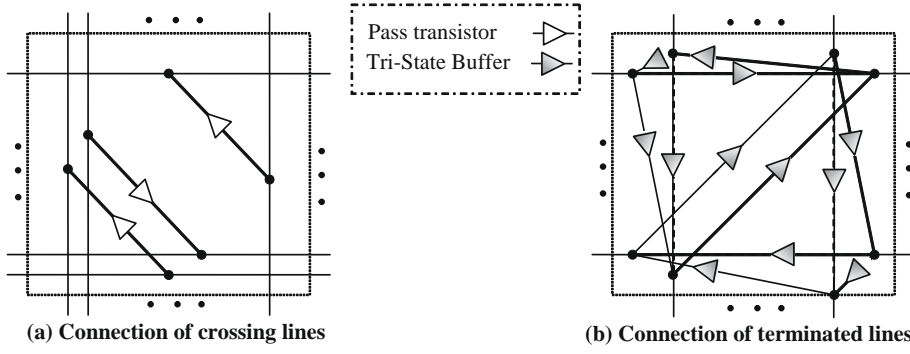 Pass transistor
Tri-State Buffer
(a) Connection of crossing lines
(b) Connection of terminated lines